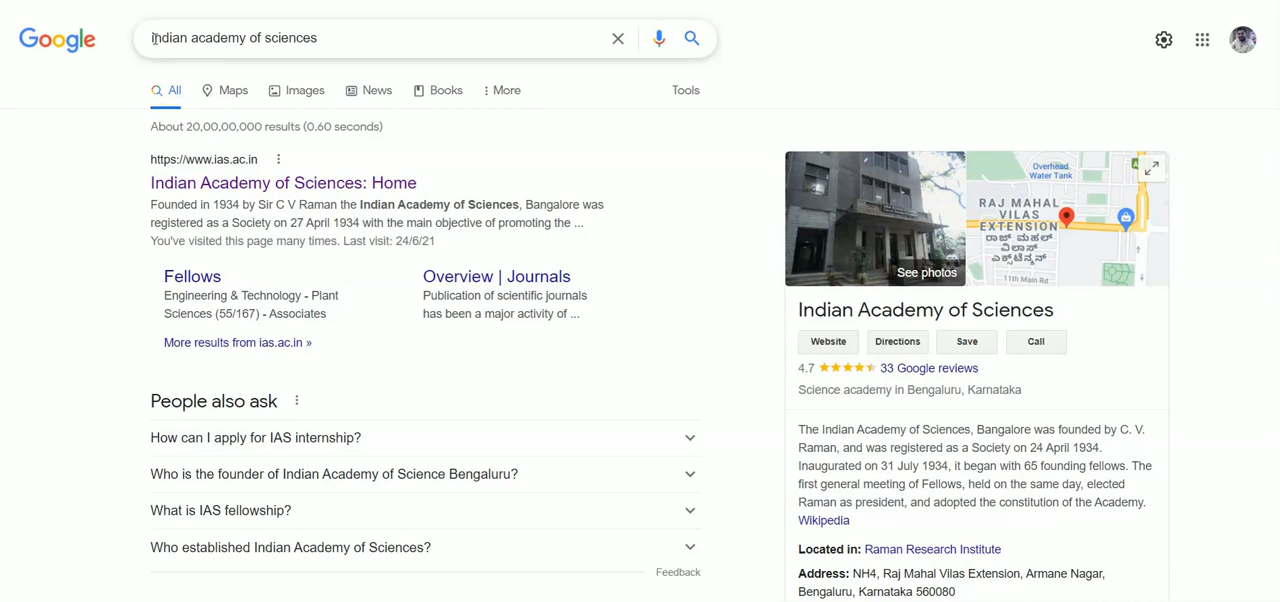 Google
indian academy of sciences
All
Maps
Images
News
Books
More
Tools
About 20,00,00,000 results (0.60 seconds)
https://www.ias.ac.in
Indian Academy of Sciences: Home
Founded in 1934 by Sir C V Raman the Indian Academy of Sciences, Bangalore was
registered as a Society on 27 April 1934 with the main objective of promoting the ...
You've visited this page many times. Last visit: 24/6/21
Fellows
Engineering & Technology - Plant
Sciences (55/167) - Associates
Overview | Journals
Publication of scientific journals
has been a major activity of ...
More results from ias.ac.in »
People also ask
How can I apply for IAS internship?
Who is the founder of Indian Academy of Science Bengaluru?
What is IAS fellowship?
Who established Indian Academy of Sciences?
Feedback
See photos
Overhead
Water Tank
RAJ MAHAL
VILAS
EXTENSION
ರಾಜ್ ಮಹಲ್
ವಿಲಾಸ್
ಎಕ್ಸ್‌ಟೆನ್ಷನ್
11th Main Rd
Indian Academy of Sciences
Website
Directions
Save
Call
4.7
33 Google reviews
Science academy in Bengaluru, Karnataka
The Indian Academy of Sciences, Bangalore was founded by C. V.
Raman, and was registered as a Society on 24 April 1934.
Inaugurated on 31 July 1934, it began with 65 founding fellows. The
first general meeting of Fellows, held on the same day, elected
Raman as president, and adopted the constitution of the Academy.
Wikipedia
Located in: Raman Research Institute
Address: NH4, Raj Mahal Vilas Extension, Armane Nagar,
Bengaluru, Karnataka 560080